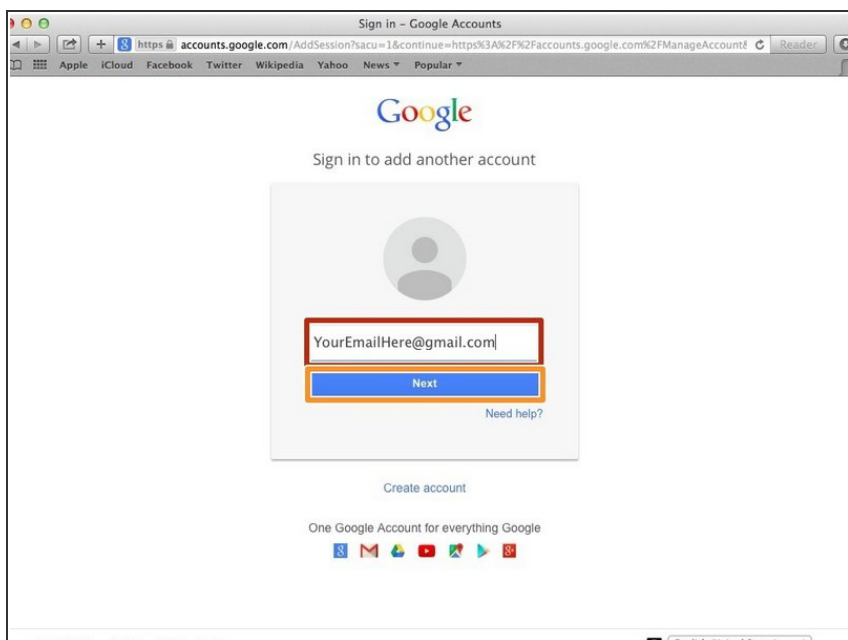 Sign in – Google Accounts
https accounts.google.com/AddSession?sacu=1&continue=https%3A%2F%2Faccounts.google.com%2FManageAccount& Reader
Apple iCloud Facebook Twitter Wikipedia Yahoo News Popular
Google
Sign in to add another account
YourEmailHere@gmail.com
Next
Need help?
Create account
One Google Account for everything Google